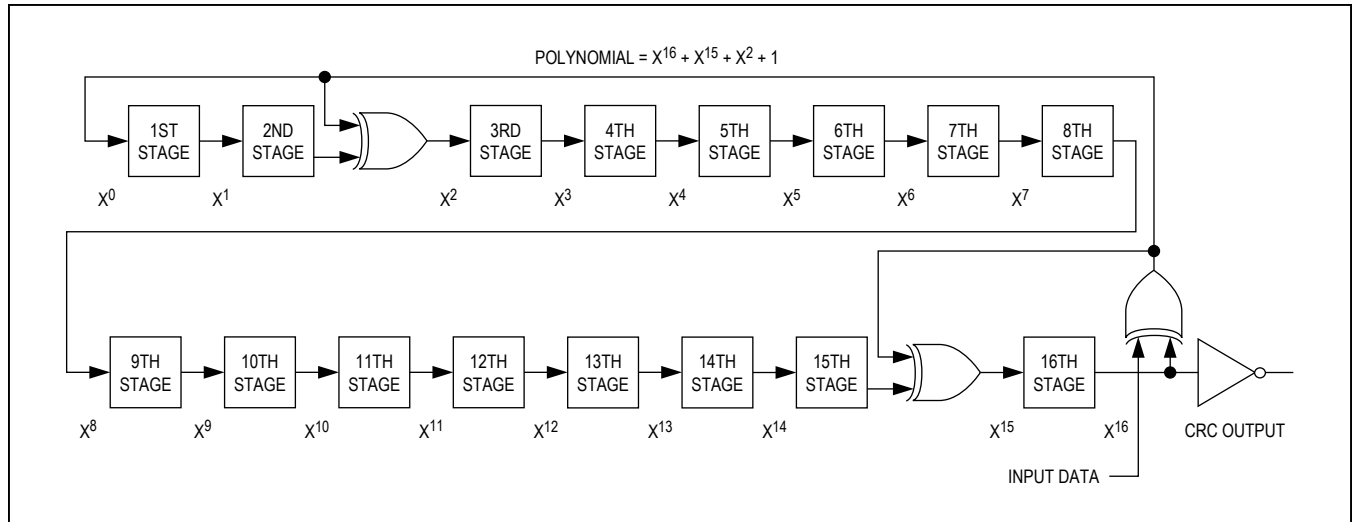 POLYNOMIAL = X16 + X15 + X2 + 1
1ST
STAGE
2ND
STAGE
3RD
STAGE
4TH
STAGE
5TH
STAGE
6TH
STAGE
7TH
STAGE
8TH
STAGE
X0
X1
X2
X3
X4
X5
X6
X7
9TH
STAGE
10TH
STAGE
11TH
STAGE
12TH
STAGE
13TH
STAGE
14TH
STAGE
15TH
STAGE
16TH
STAGE
X8
X9
X10
X11
X12
X13
X14
X15
X16
CRC OUTPUT
INPUT DATA